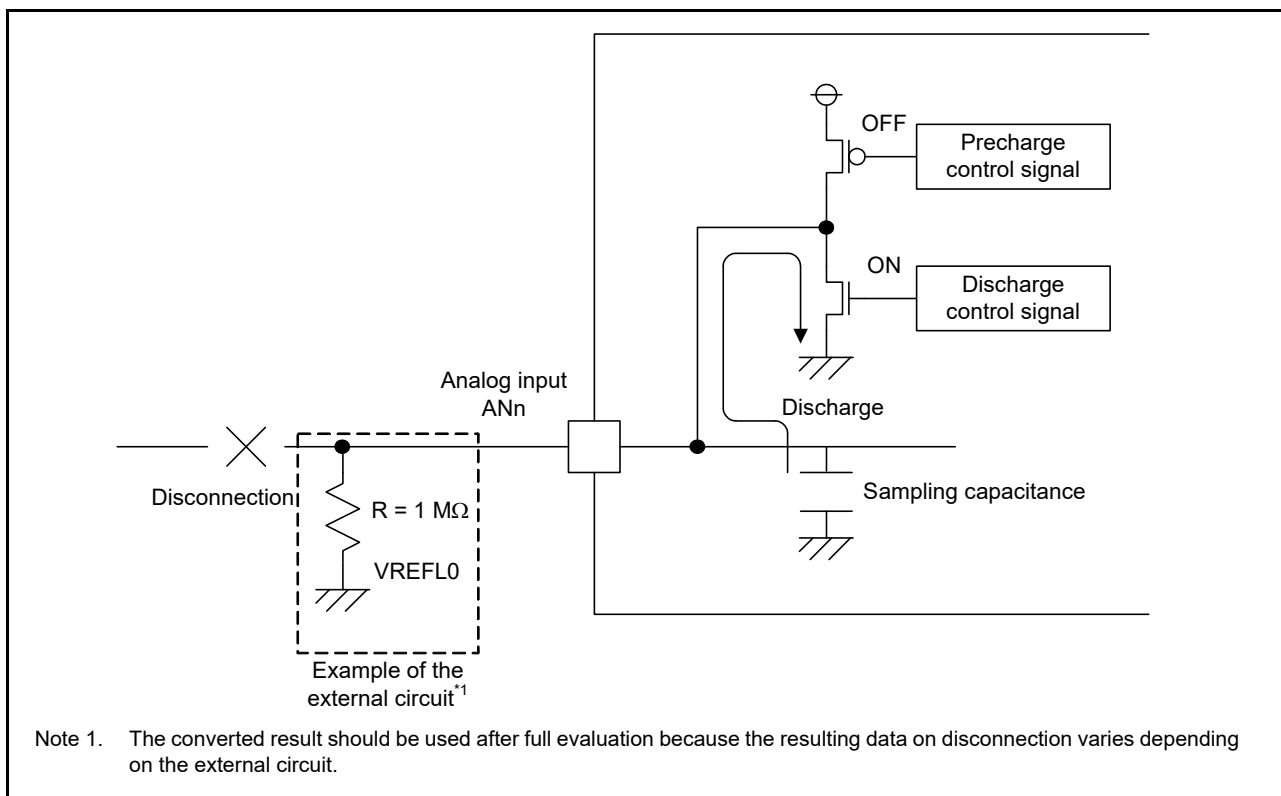 OFF
Precharge
control signal
ON
Discharge
control signal
Analog input
ANn
Discharge
Disconnection
Sampling capacitance
R = 1 MΩ
VREFL0
Example of the
external circuit*1
Note 1. The converted result should be used after full evaluation because the resulting data on disconnection varies depending
on the external circuit.